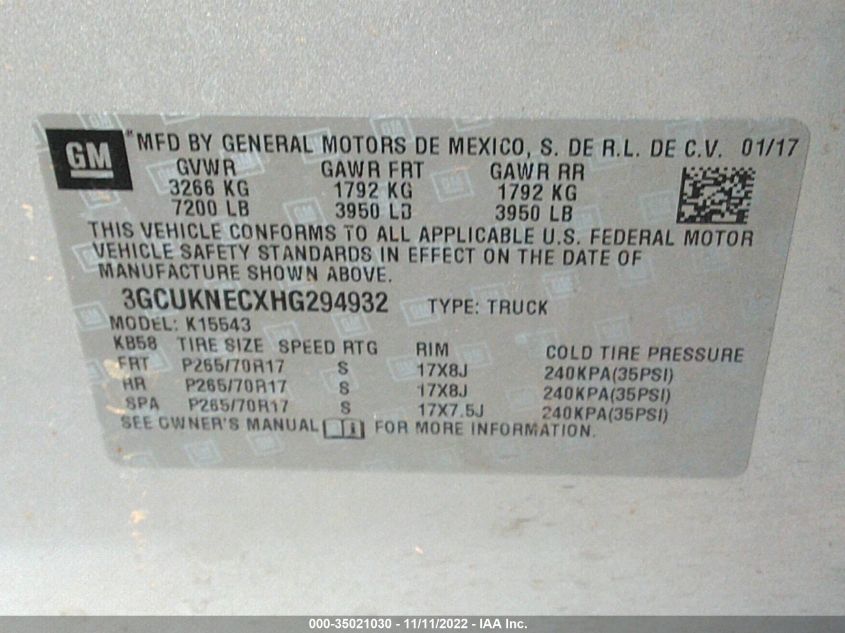 GM
MFD BY GENERAL MOTORS DE MEXICO, S. DE R.L. DE C.V. 01/17
GVWR GAWR FRT GAWR RR
3266 KG 1792 KG 1792 KG
7200 LB 3950 LB 3950 LB
THIS VEHICLE CONFORMS TO ALL APPLICABLE U.S. FEDERAL MOTOR
VEHICLE SAFETY STANDARDS IN EFFECT ON THE DATE OF
MANUFACTURE SHOWN ABOVE.
3GCUKNECXHG294932 TYPE: TRUCK
MODEL: K15543
KB58 TIRE SIZE SPEED RTG RIM COLD TIRE PRESSURE
FRT P265/70R17 S 17X8J 240KPA(35PSI)
RR P265/70R17 S 17X8J 240KPA(35PSI)
SPA P265/70R17 S 17X7.5J 240KPA(35PSI)
SEE OWNER'S MANUAL FOR MORE INFORMATION.
000-35021030 - 11/11/2022 - IAA Inc.